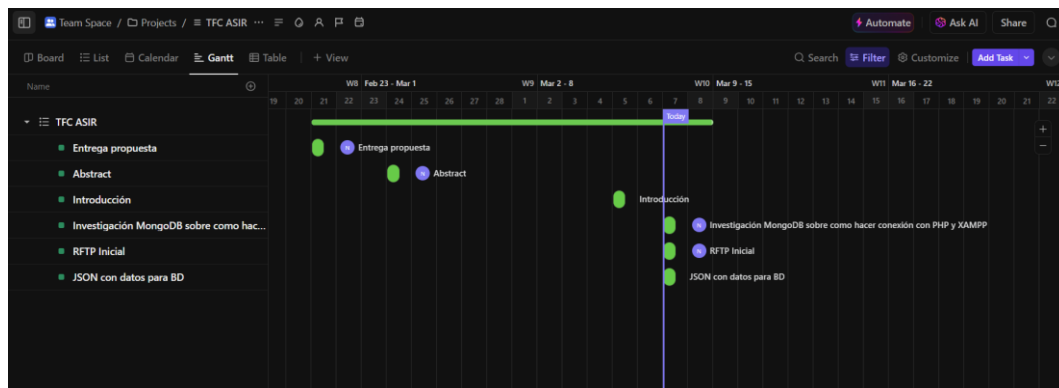 Team Space / Projects / TFC ASIR ··· Automate Ask AI Share
Board List Calendar Gantt Table + View Search Filter Customize Add Task
Name W8 Feb 23 - Mar 1 W9 Mar 2 - 8 W10 Mar 9 - 15 W11 Mar 16 - 22 W12
19 20 21 22 23 24 25 26 27 28 1 2 3 4 5 6 7 8 9 10 11 12 13 14 15 16 17 18 19 20 21 22
TFC ASIR Today
Entrega propuesta N Entrega propuesta
Abstract N Abstract
Introducción Introducción
Investigación MongoDB sobre como hac... N Investigación MongoDB sobre como hacer conexión con PHP y XAMPP
RFTP Inicial N RFTP Inicial
JSON con datos para BD JSON con datos para BD